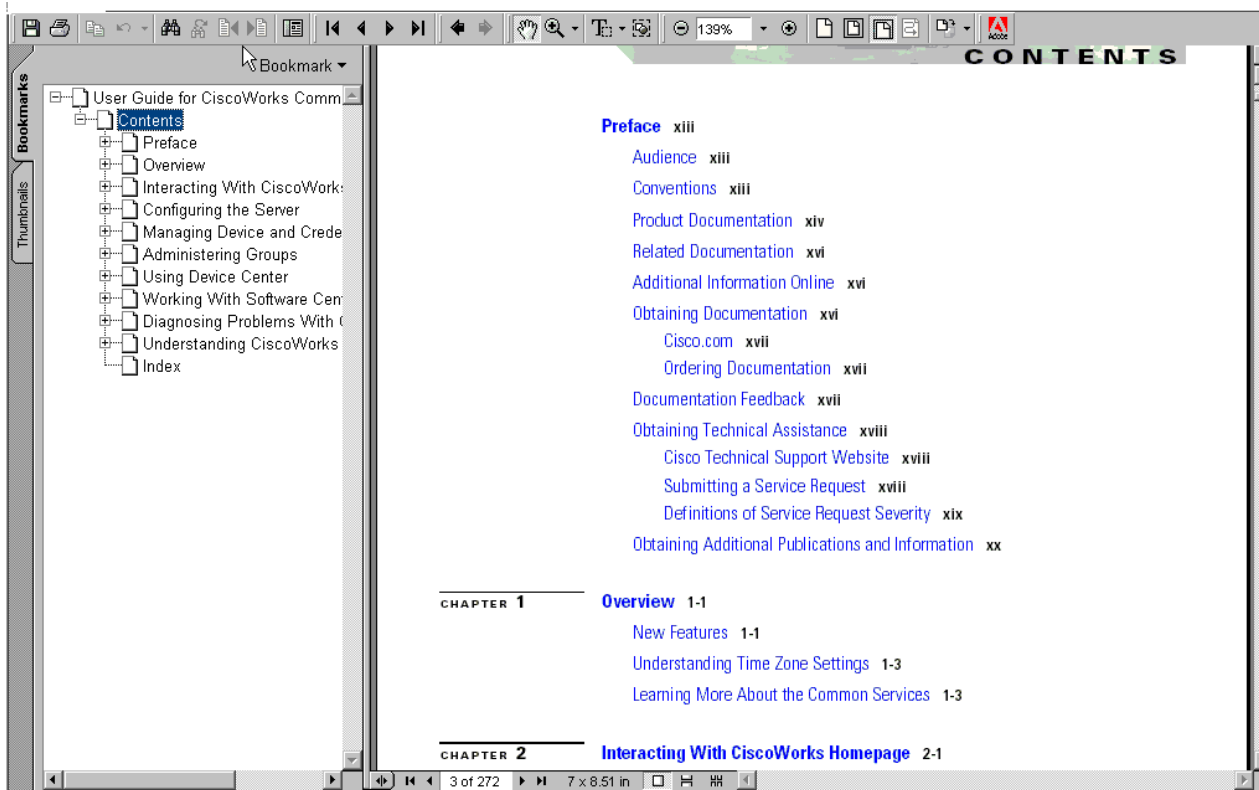 139%
Adobe
Bookmark
Bookmarks
Thumbnails
User Guide for CiscoWorks Comm
Contents
Preface
Overview
Interacting With CiscoWork
Configuring the Server
Managing Device and Crede
Administering Groups
Using Device Center
Working With Software Cen
Diagnosing Problems With
Understanding CiscoWorks
Index
CONTENTS
Preface xiii
Audience xiii
Conventions xiii
Product Documentation xiv
Related Documentation xvi
Additional Information Online xvi
Obtaining Documentation xvi
Cisco.com xvii
Ordering Documentation xvii
Documentation Feedback xvii
Obtaining Technical Assistance xviii
Cisco Technical Support Website xviii
Submitting a Service Request xviii
Definitions of Service Request Severity xix
Obtaining Additional Publications and Information xx
CHAPTER 1 Overview 1-1
New Features 1-1
Understanding Time Zone Settings 1-3
Learning More About the Common Services 1-3
CHAPTER 2 Interacting With CiscoWorks Homepage 2-1
3 of 272 7 x 8.51 in